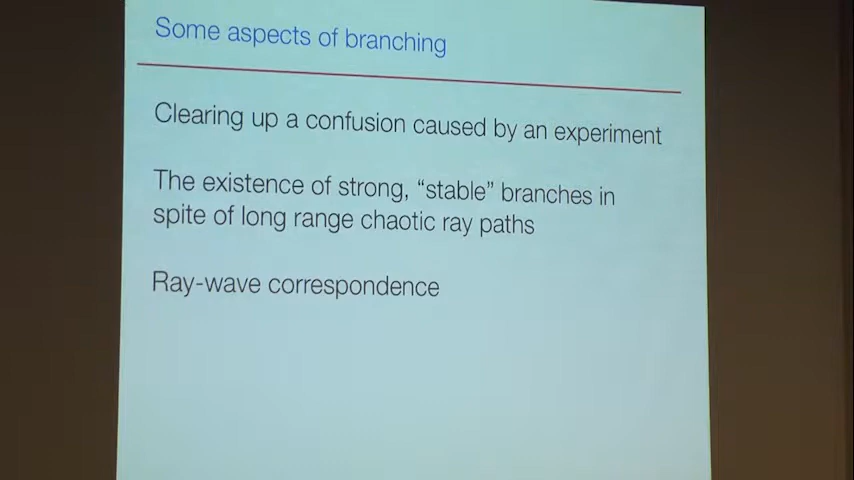 Some aspects of branching
Clearing up a confusion caused by an experiment
The existence of strong, “stable” branches in
spite of long range chaotic ray paths
Ray-wave correspondence